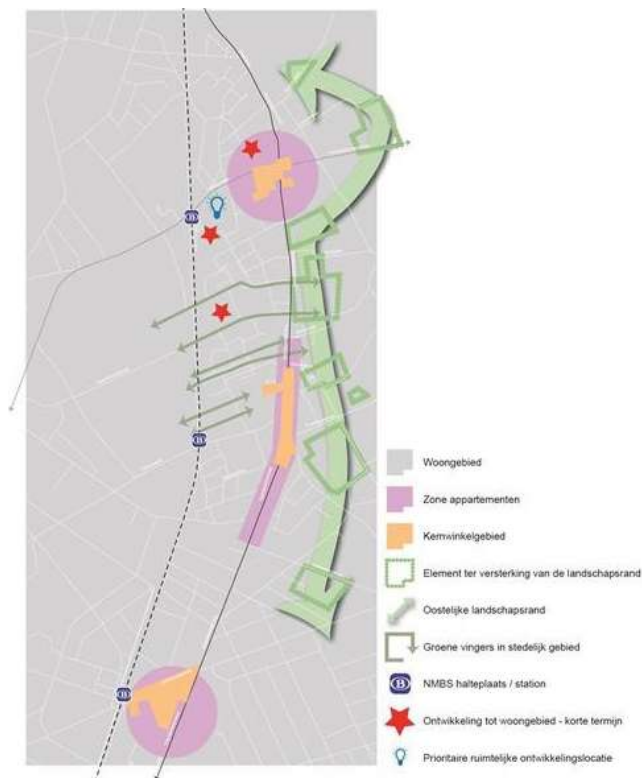 Woongebied
Zone appartementen
Kernwinkelgebied
Element ter versterking van de landschapsrand
Oostelijke landschapsrand
Groene vingers in stedelijk gebied
B NMBS halteplaats / station
Ontwikkeling tot woongebied - korte termijn
Prioritaire ruimtelijke ontwikkelingslocatie
B
B
B